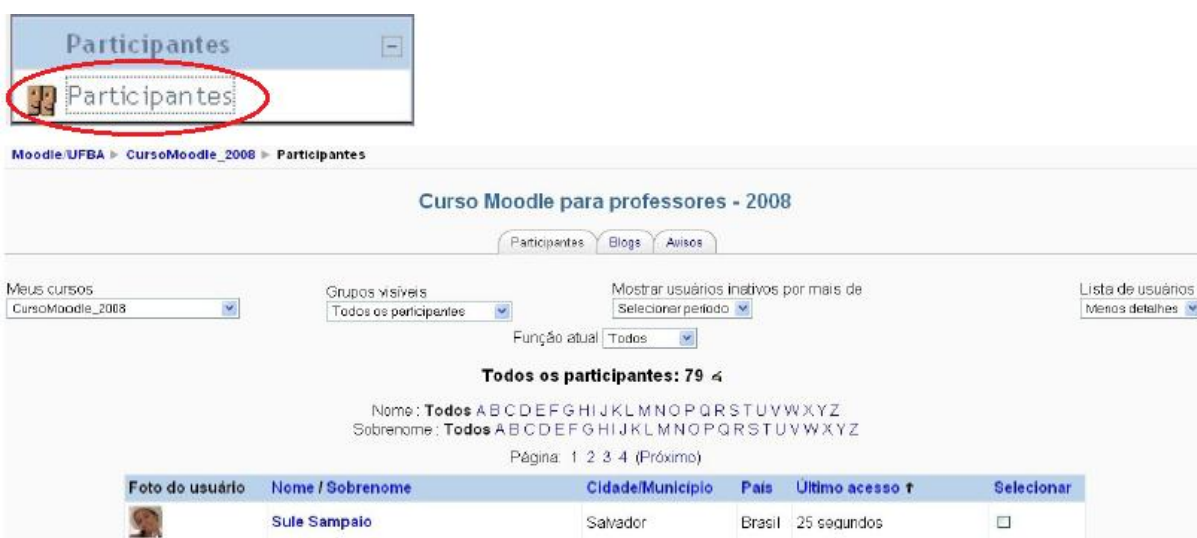 Participantes
Participantes
Moodle/UFBA ► CursoMoodle_2008 ► Participantes
Curso Moodle para professores - 2008
Participantes Blogs Avisos
Meus cursos Grupos visíveis Mostrar usuários inativos por mais de Lista de usuários
CursoMoodle_2008 Todos os participantes Selecionar período Menos detalhes
Função atual Todos
Todos os participantes: 79
Nome : Todos A B C D E F G H I J K L M N O P Q R S T U V W X Y Z
Sobrenome : Todos A B C D E F G H I J K L M N O P Q R S T U V W X Y Z
Página: 1 2 3 4 (Próximo)
Foto do usuário Nome / Sobrenome Cidade/Município País Último acesso ↑ Selecionar
Sule Sampaio Salvador Brasil 25 segundos